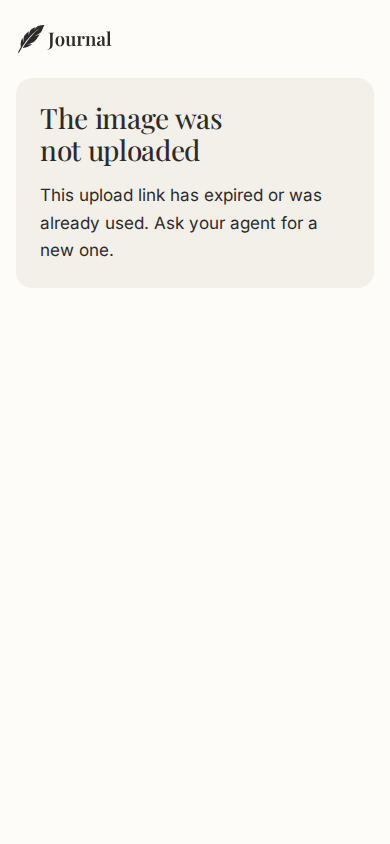 Journal
The image was
not uploaded
This upload link has expired or was
already used. Ask your agent for a
new one.